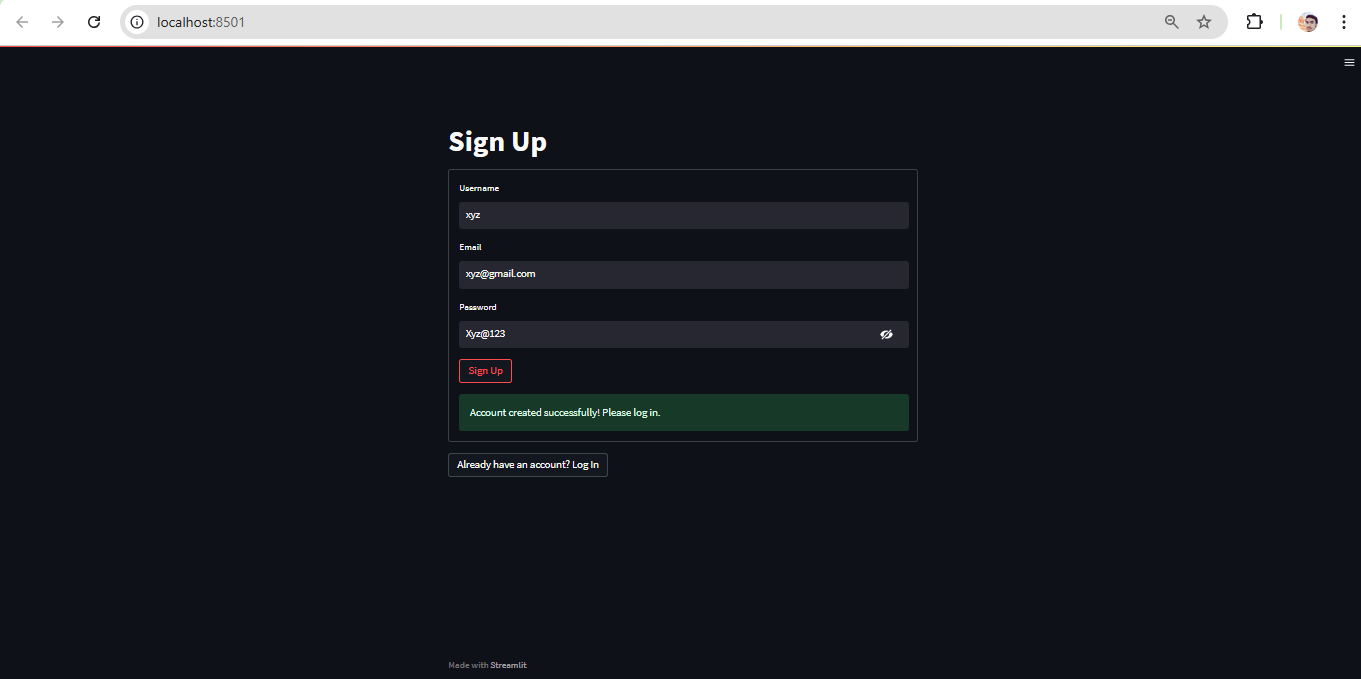 localhost:8501
Sign Up
Username
xyz
Email
xyz@gmail.com
Password
Xyz@123
Sign Up
Account created successfully! Please log in.
Already have an account? Log In
Made with Streamlit